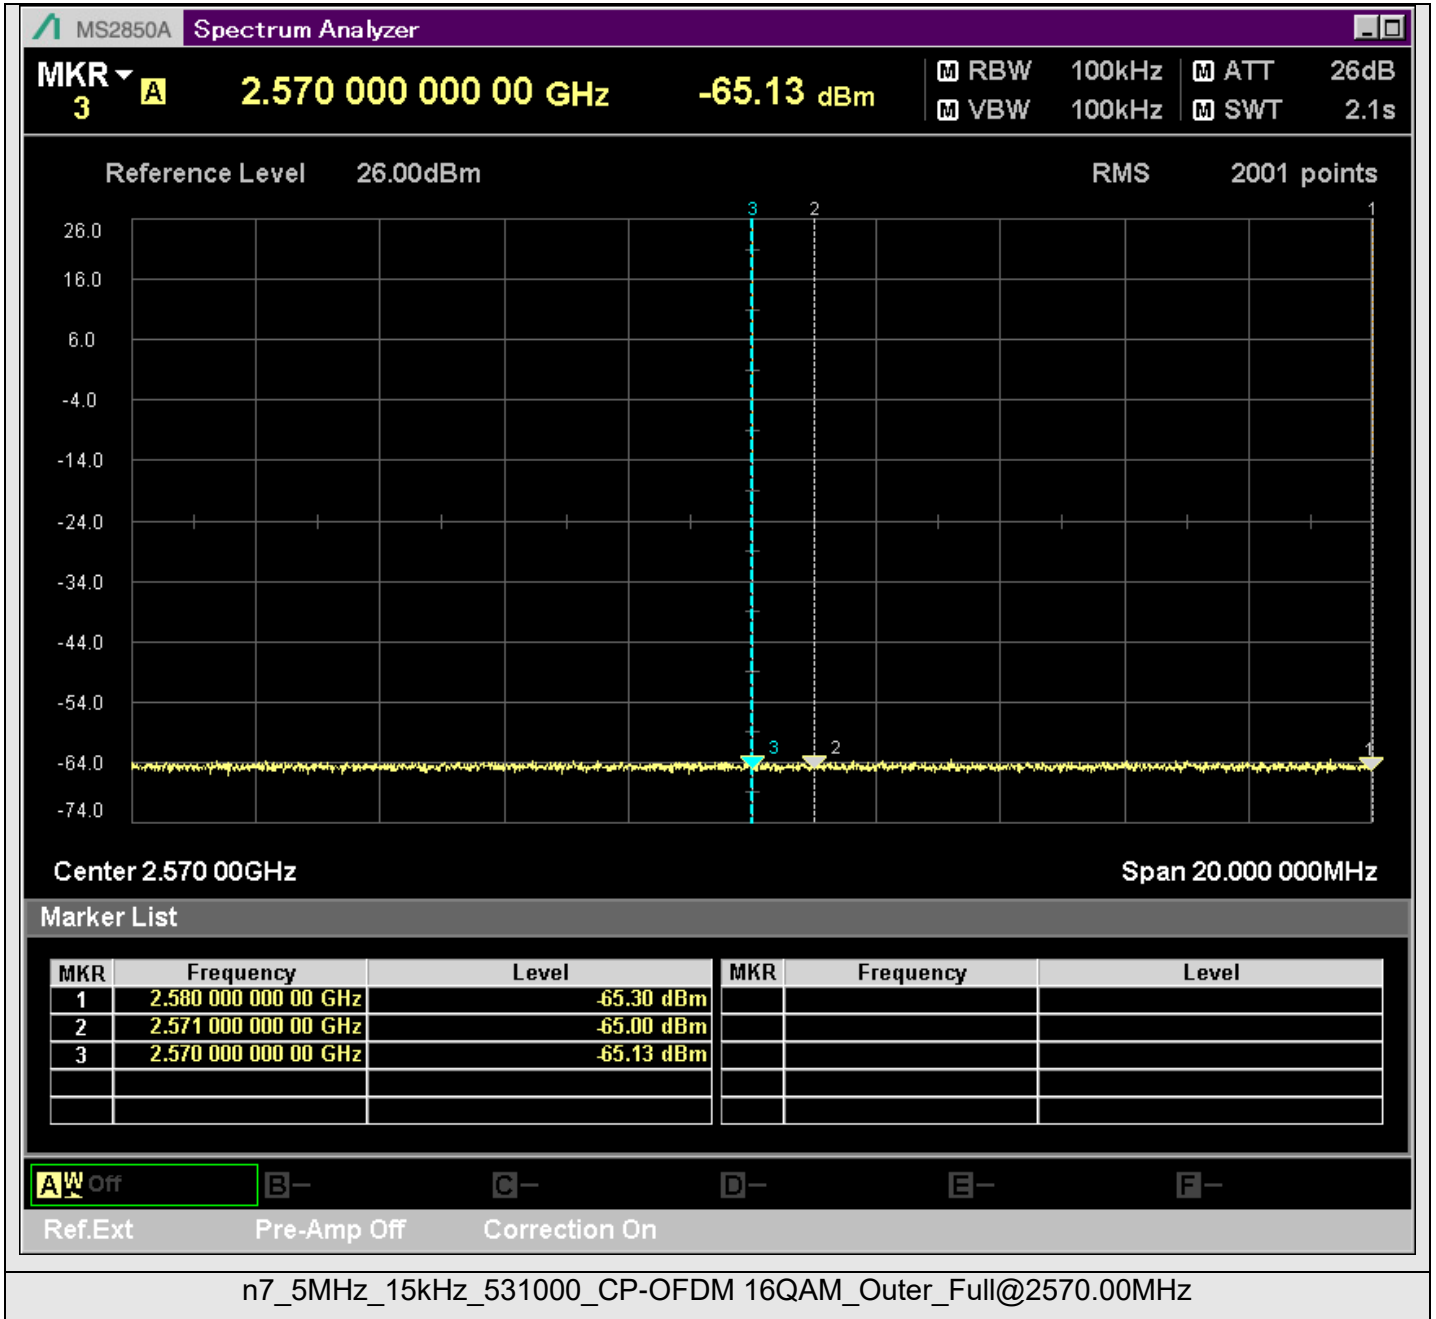 MS2850A Spectrum Analyzer
MKR A 2.570 000 000 00 GHz -65.13 dBm M RBW 100kHz M ATT 26dB
3 M VBW 100kHz M SWT 2.1s
Reference Level 26.00dBm RMS 2001 points
3 2 1
26.0
16.0
6.0
-4.0
-14.0
-24.0
-34.0
-44.0
-54.0
3 2 1
-64.0
-74.0
Center 2.570 00GHz Span 20.000 000MHz
Marker List
MKR Frequency Level MKR Frequency Level
1 2.580 000 000 00 GHz -65.30 dBm
2 2.571 000 000 00 GHz -65.00 dBm
3 2.570 000 000 00 GHz -65.13 dBm
A W Off B - C - D - E - F -
Ref.Ext Pre-Amp Off Correction On
n7_5MHz_15kHz_531000_CP-OFDM 16QAM_Outer_Full@2570.00MHz